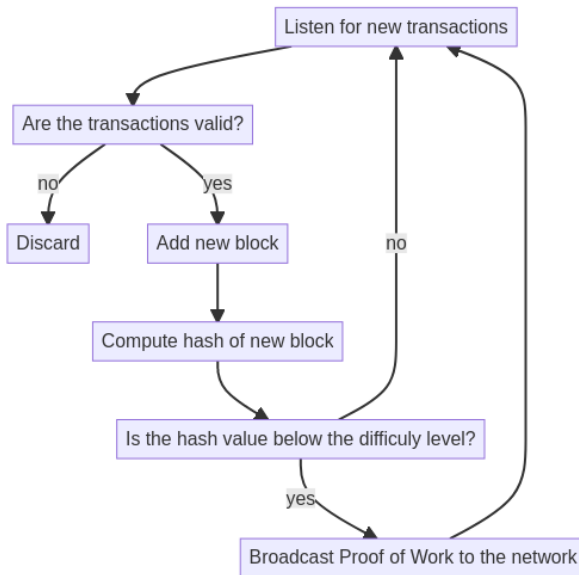 Listen for new transactions
Are the transactions valid?
no
yes
Discard
Add new block
no
Compute hash of new block
Is the hash value below the difficuly level?
yes
Broadcast Proof of Work to the network